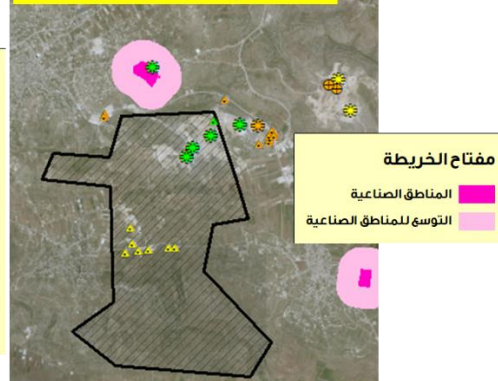 مفتاح الخريطة
المناطق الصناعية
التوسع للمناطق الصناعية